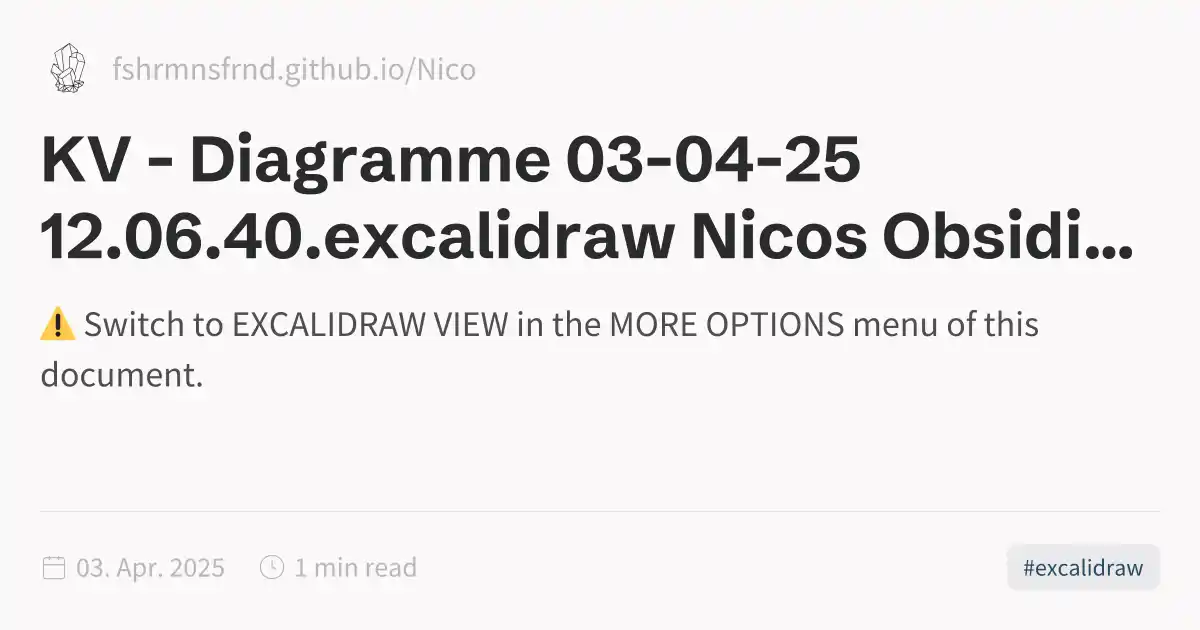 fshrmnsfrnd.github.io/Nico
KV - Diagramme 03-04-25
12.06.40.excalidraw Nicos Obsidi...
⚠️ Switch to EXCALIDRAW VIEW in the MORE OPTIONS menu of this
document.
03. Apr. 2025 1 min read #excalidraw